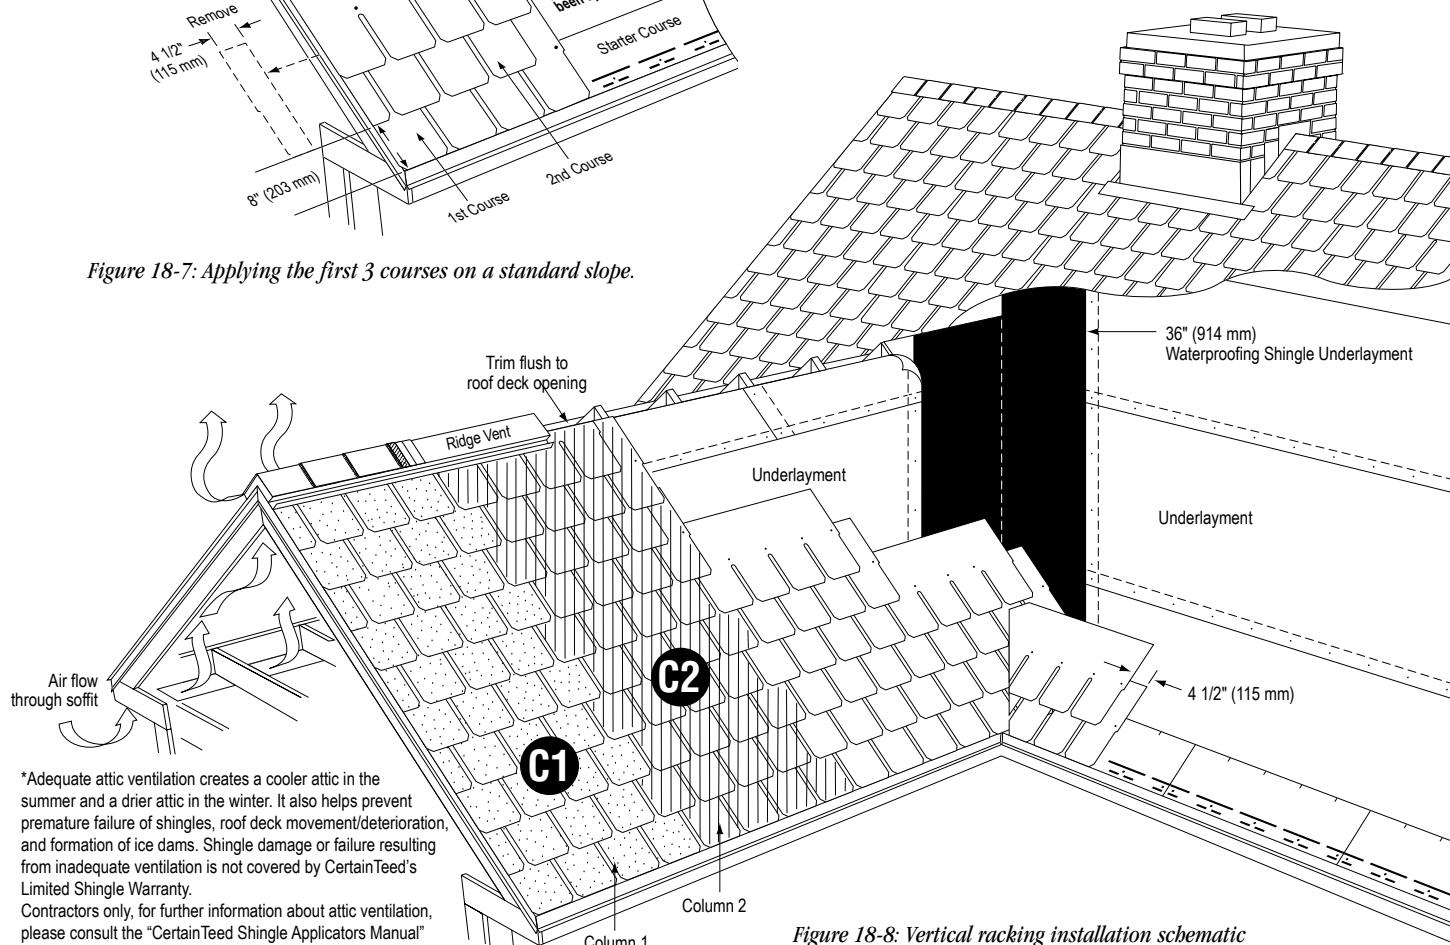 Remove
4 1/2"
(115 mm)
been
Starter Course
8" (203 mm)
1st Course
2nd Course
Figure 18-7: Applying the first 3 courses on a standard slope.
36" (914 mm)
Waterproofing Shingle Underlayment
Trim flush to
roof deck opening
Ridge Vent
Underlayment
Underlayment
C2
C1
Air flow
through soffit
4 1/2" (115 mm)
*Adequate attic ventilation creates a cooler attic in the
summer and a drier attic in the winter. It also helps prevent
premature failure of shingles, roof deck movement/deterioration,
and formation of ice dams. Shingle damage or failure resulting
from inadequate ventilation is not covered by CertainTeed's
Limited Shingle Warranty.
Contractors only, for further information about attic ventilation,
please consult the “CertainTeed Shingle Applicators Manual”
Column 2
Column 1
Figure 18-8: Vertical racking installation schematic